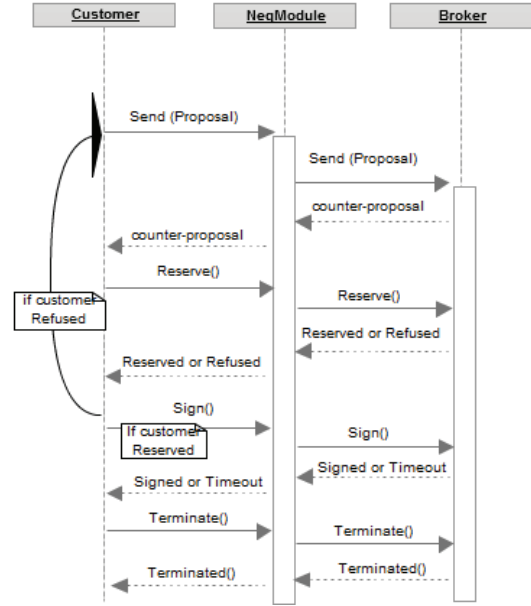 Customer
NegModule
Broker
Send (Proposal)
Send (Proposal)
counter-proposal
counter-proposal
Reserve()
if customer
Refused
Reserve()
Reserved or Refused
Reserved or Refused
Sign()
If customer
Reserved
Sign()
Signed or Timeout
Signed or Timeout
Terminate()
Terminate()
Terminated()
Terminated()